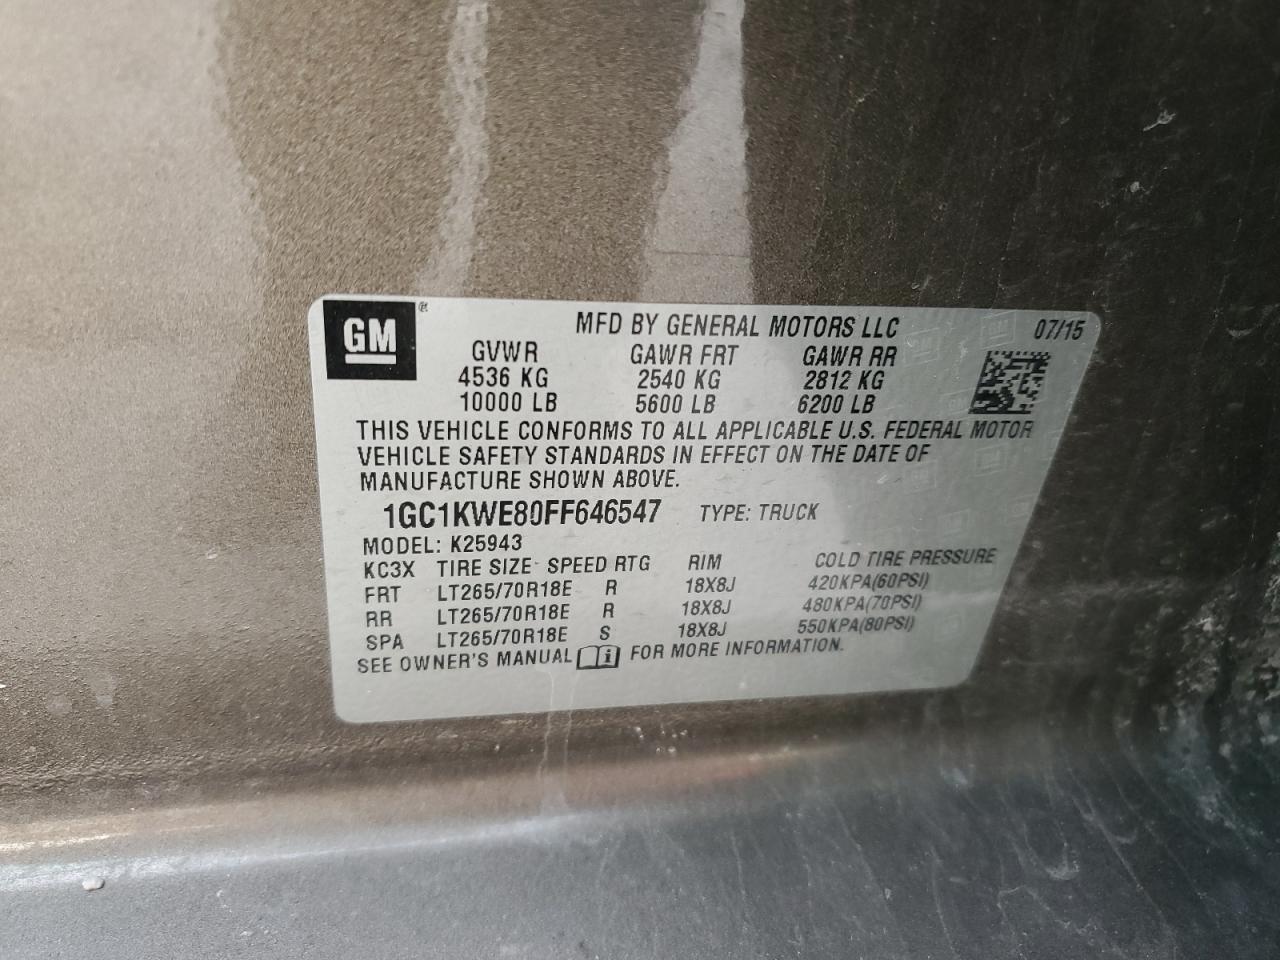 GM ®
MFD BY GENERAL MOTORS LLC 07/15
GVWR GAWR FRT GAWR RR
4536 KG 2540 KG 2812 KG
10000 LB 5600 LB 6200 LB
THIS VEHICLE CONFORMS TO ALL APPLICABLE U.S. FEDERAL MOTOR
VEHICLE SAFETY STANDARDS IN EFFECT ON THE DATE OF
MANUFACTURE SHOWN ABOVE.
1GC1KWE80FF646547 TYPE: TRUCK
MODEL: K25943
KC3X TIRE SIZE SPEED RTG RIM COLD TIRE PRESSURE
FRT LT265/70R18E R 18X8J 420KPA(60PSI)
RR LT265/70R18E R 18X8J 480KPA(70PSI)
SPA LT265/70R18E S 18X8J 550KPA(80PSI)
SEE OWNER'S MANUAL i FOR MORE INFORMATION.